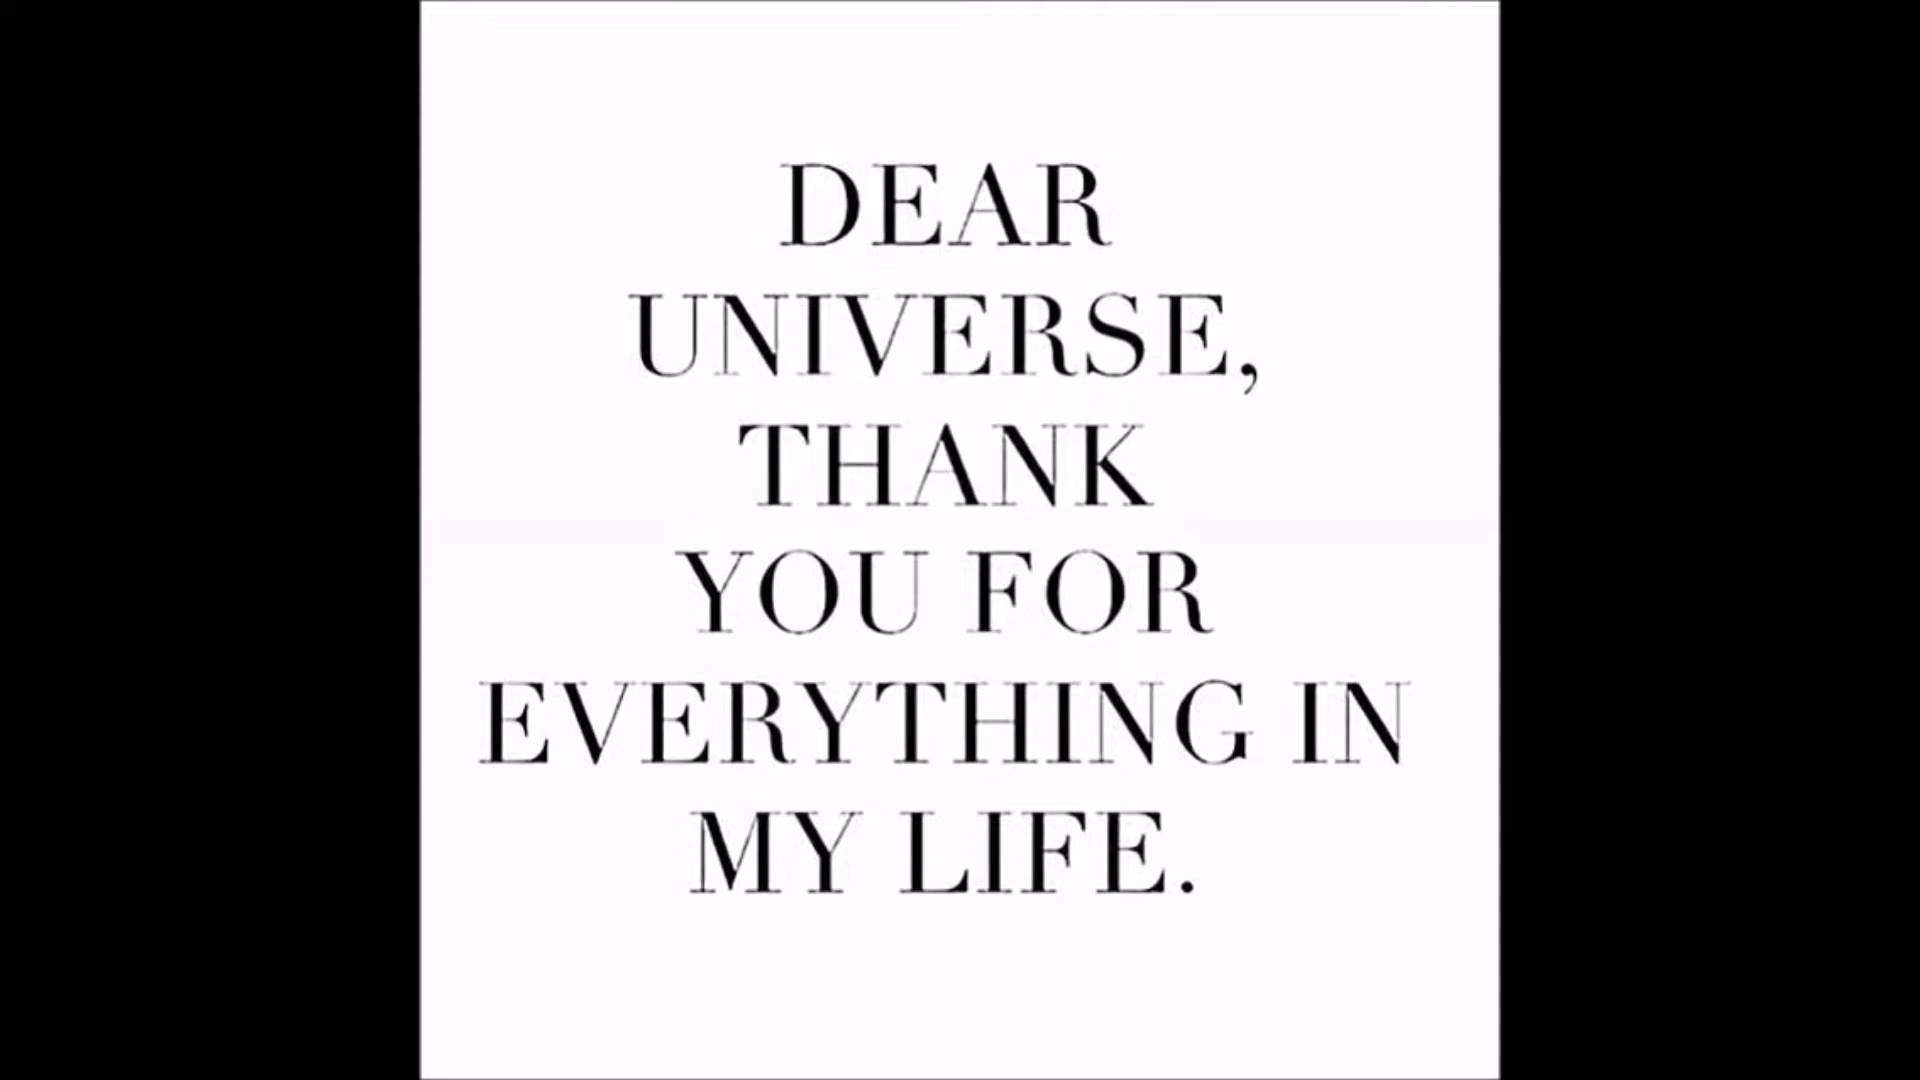 DEAR
UNIVERSE,
THANK
YOU FOR
EVERYTHING IN
MY LIFE.